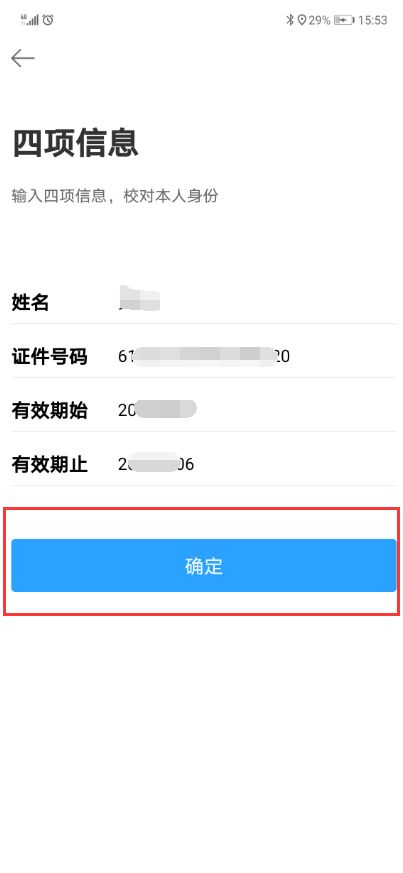 29% 15:53
四项信息
输入四项信息，校对本人身份
姓名
证件号码 61 20
有效期始 20
有效期止 2 06
确定